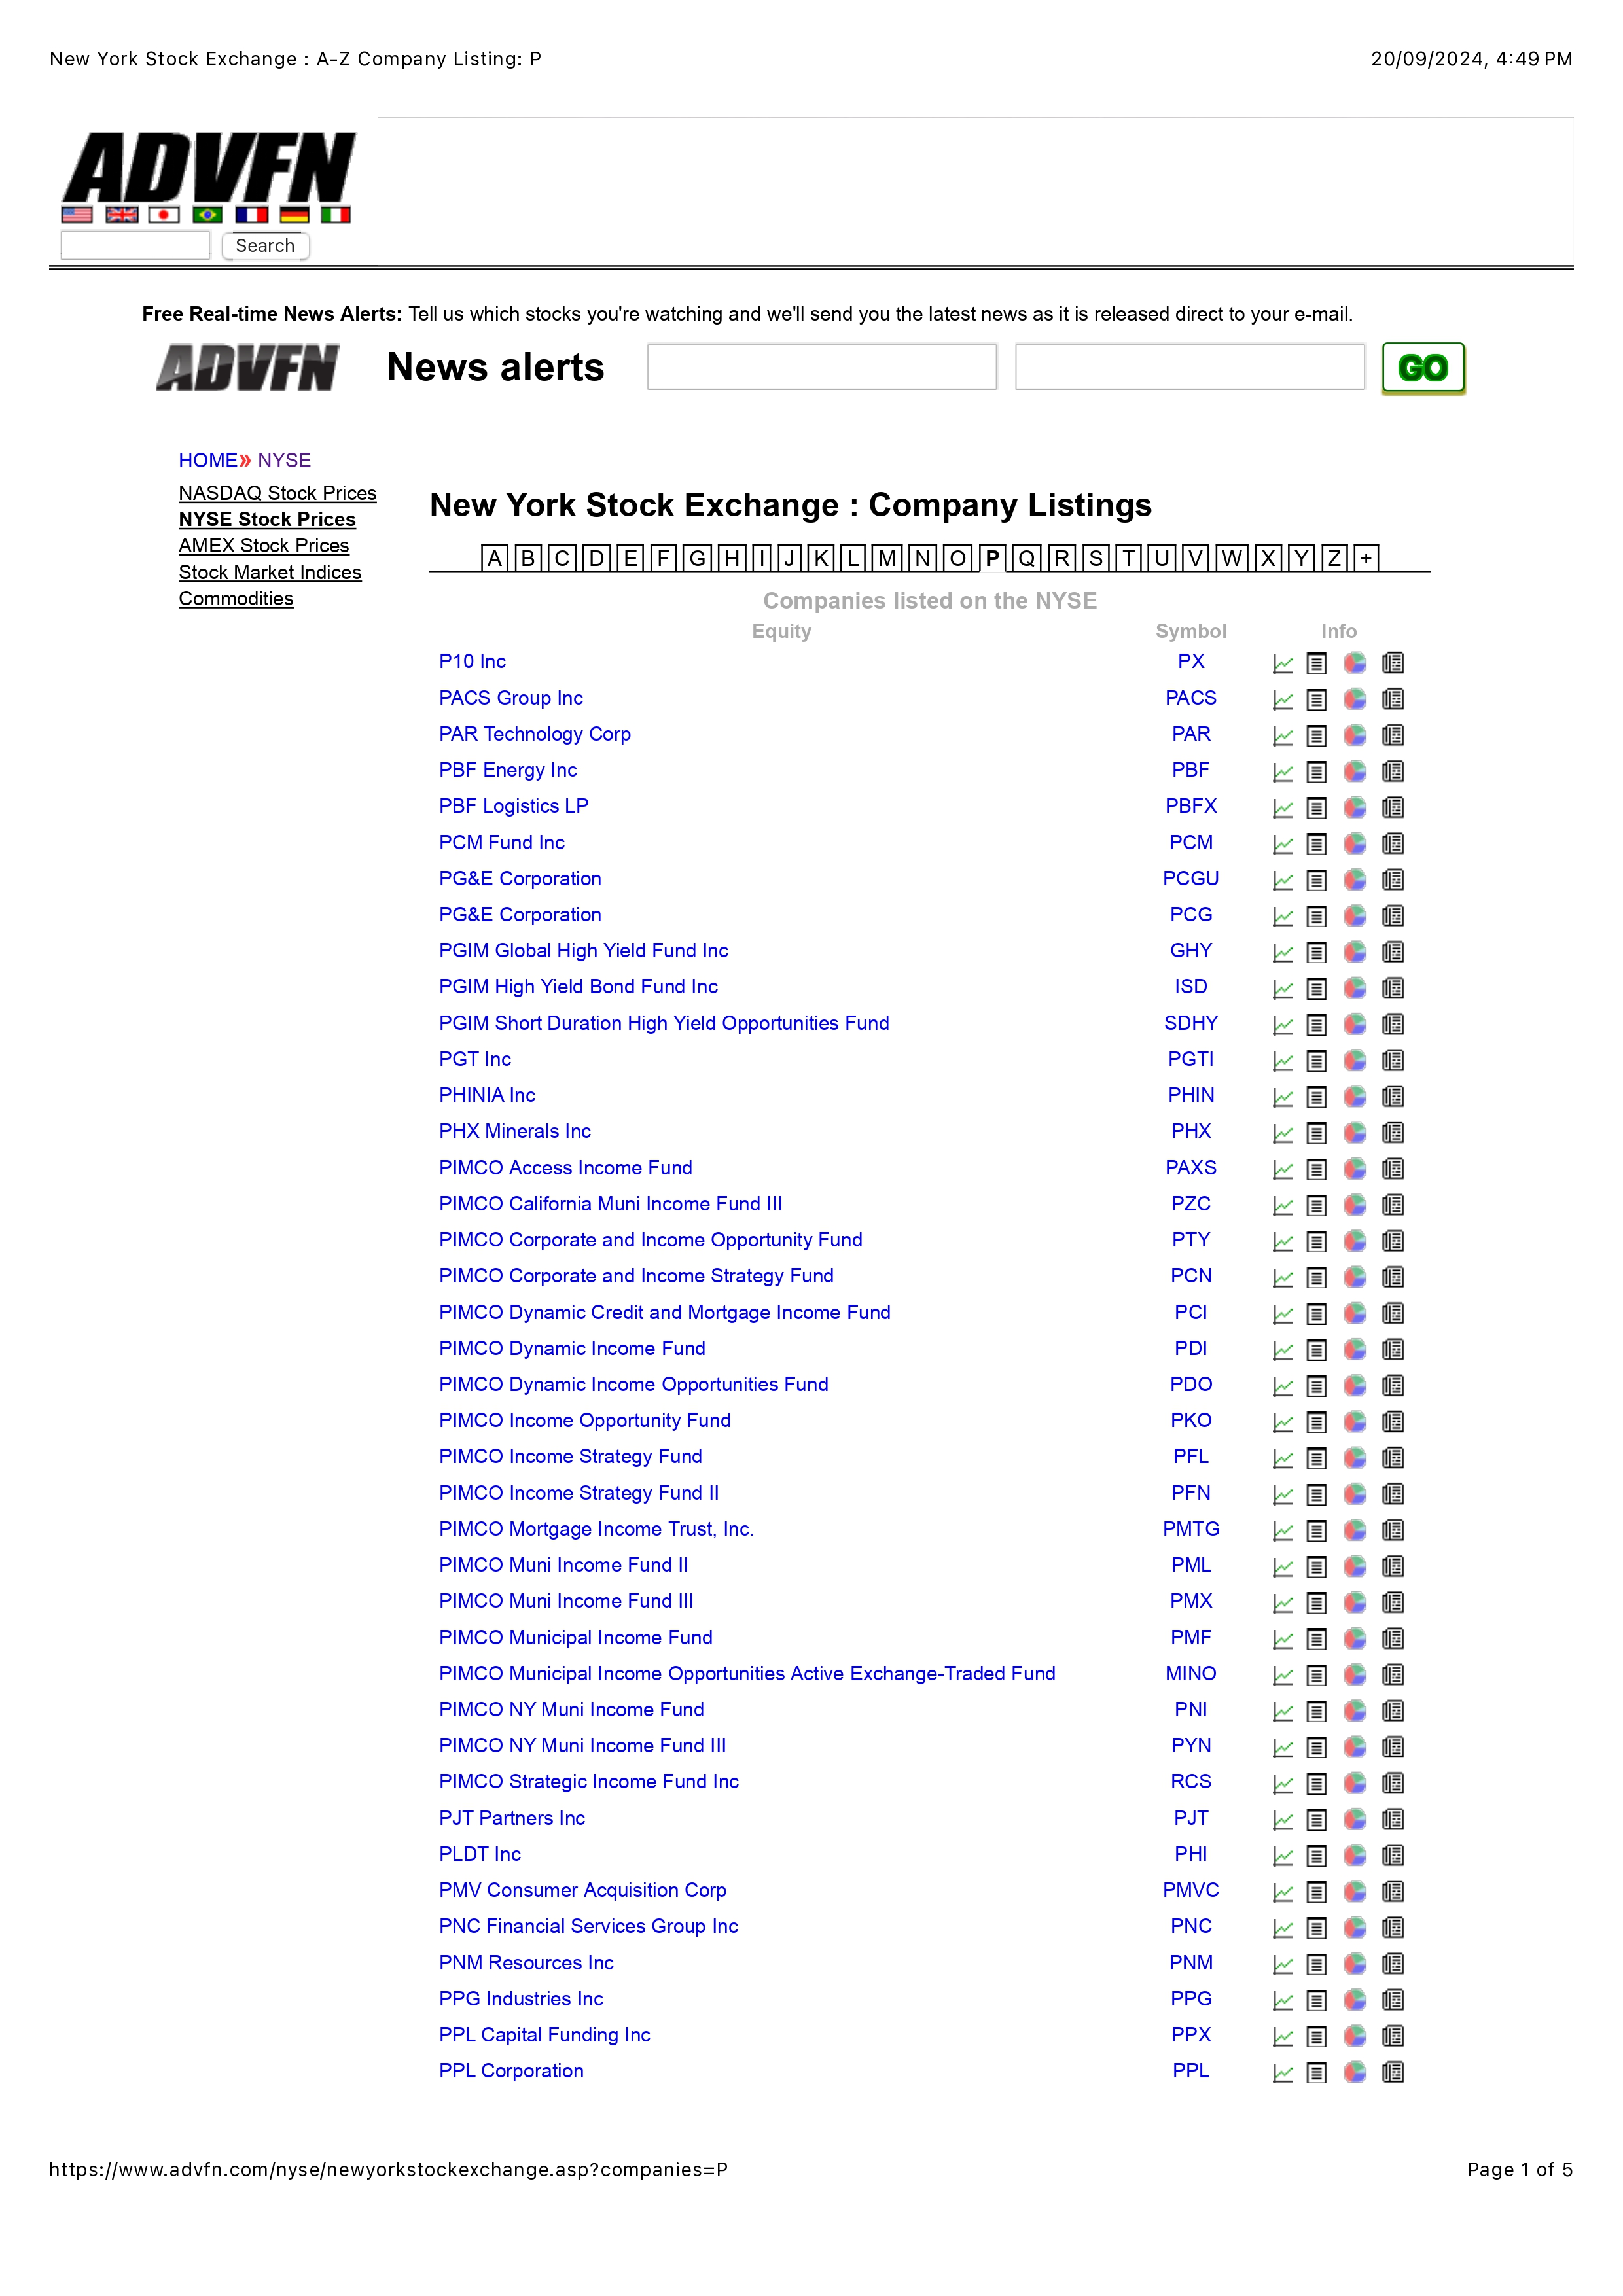 New York Stock Exchange : A-Z Company Listing: P 20/09/2024, 4:49 PM
ADVFN
Search
Free Real-time News Alerts: Tell us which stocks you're watching and we'll send you the latest news as it is released direct to your e-mail.
ADVFN News alerts GO
HOME» NYSE
NASDAQ Stock Prices
NYSE Stock Prices
AMEX Stock Prices
Stock Market Indices
Commodities
New York Stock Exchange : Company Listings
A B C D E F G H I J K L M N O P Q R S T U V W X Y Z +
Companies listed on the NYSE
Equity Symbol Info
P10 Inc PX
PACS Group Inc PACS
PAR Technology Corp PAR
PBF Energy Inc PBF
PBF Logistics LP PBFX
PCM Fund Inc PCM
PG&E Corporation PCGU
PG&E Corporation PCG
PGIM Global High Yield Fund Inc GHY
PGIM High Yield Bond Fund Inc ISD
PGIM Short Duration High Yield Opportunities Fund SDHY
PGT Inc PGTI
PHINIA Inc PHIN
PHX Minerals Inc PHX
PIMCO Access Income Fund PAXS
PIMCO California Muni Income Fund III PZC
PIMCO Corporate and Income Opportunity Fund PTY
PIMCO Corporate and Income Strategy Fund PCN
PIMCO Dynamic Credit and Mortgage Income Fund PCI
PIMCO Dynamic Income Fund PDI
PIMCO Dynamic Income Opportunities Fund PDO
PIMCO Income Opportunity Fund PKO
PIMCO Income Strategy Fund PFL
PIMCO Income Strategy Fund II PFN
PIMCO Mortgage Income Trust, Inc. PMTG
PIMCO Muni Income Fund II PML
PIMCO Muni Income Fund III PMX
PIMCO Municipal Income Fund PMF
PIMCO Municipal Income Opportunities Active Exchange-Traded Fund MINO
PIMCO NY Muni Income Fund PNI
PIMCO NY Muni Income Fund III PYN
PIMCO Strategic Income Fund Inc RCS
PJT Partners Inc PJT
PLDT Inc PHI
PMV Consumer Acquisition Corp PMVC
PNC Financial Services Group Inc PNC
PNM Resources Inc PNM
PPG Industries Inc PPG
PPL Capital Funding Inc PPX
PPL Corporation PPL
https://www.advfn.com/nyse/newyorkstockexchange.asp?companies=P Page 1 of 5